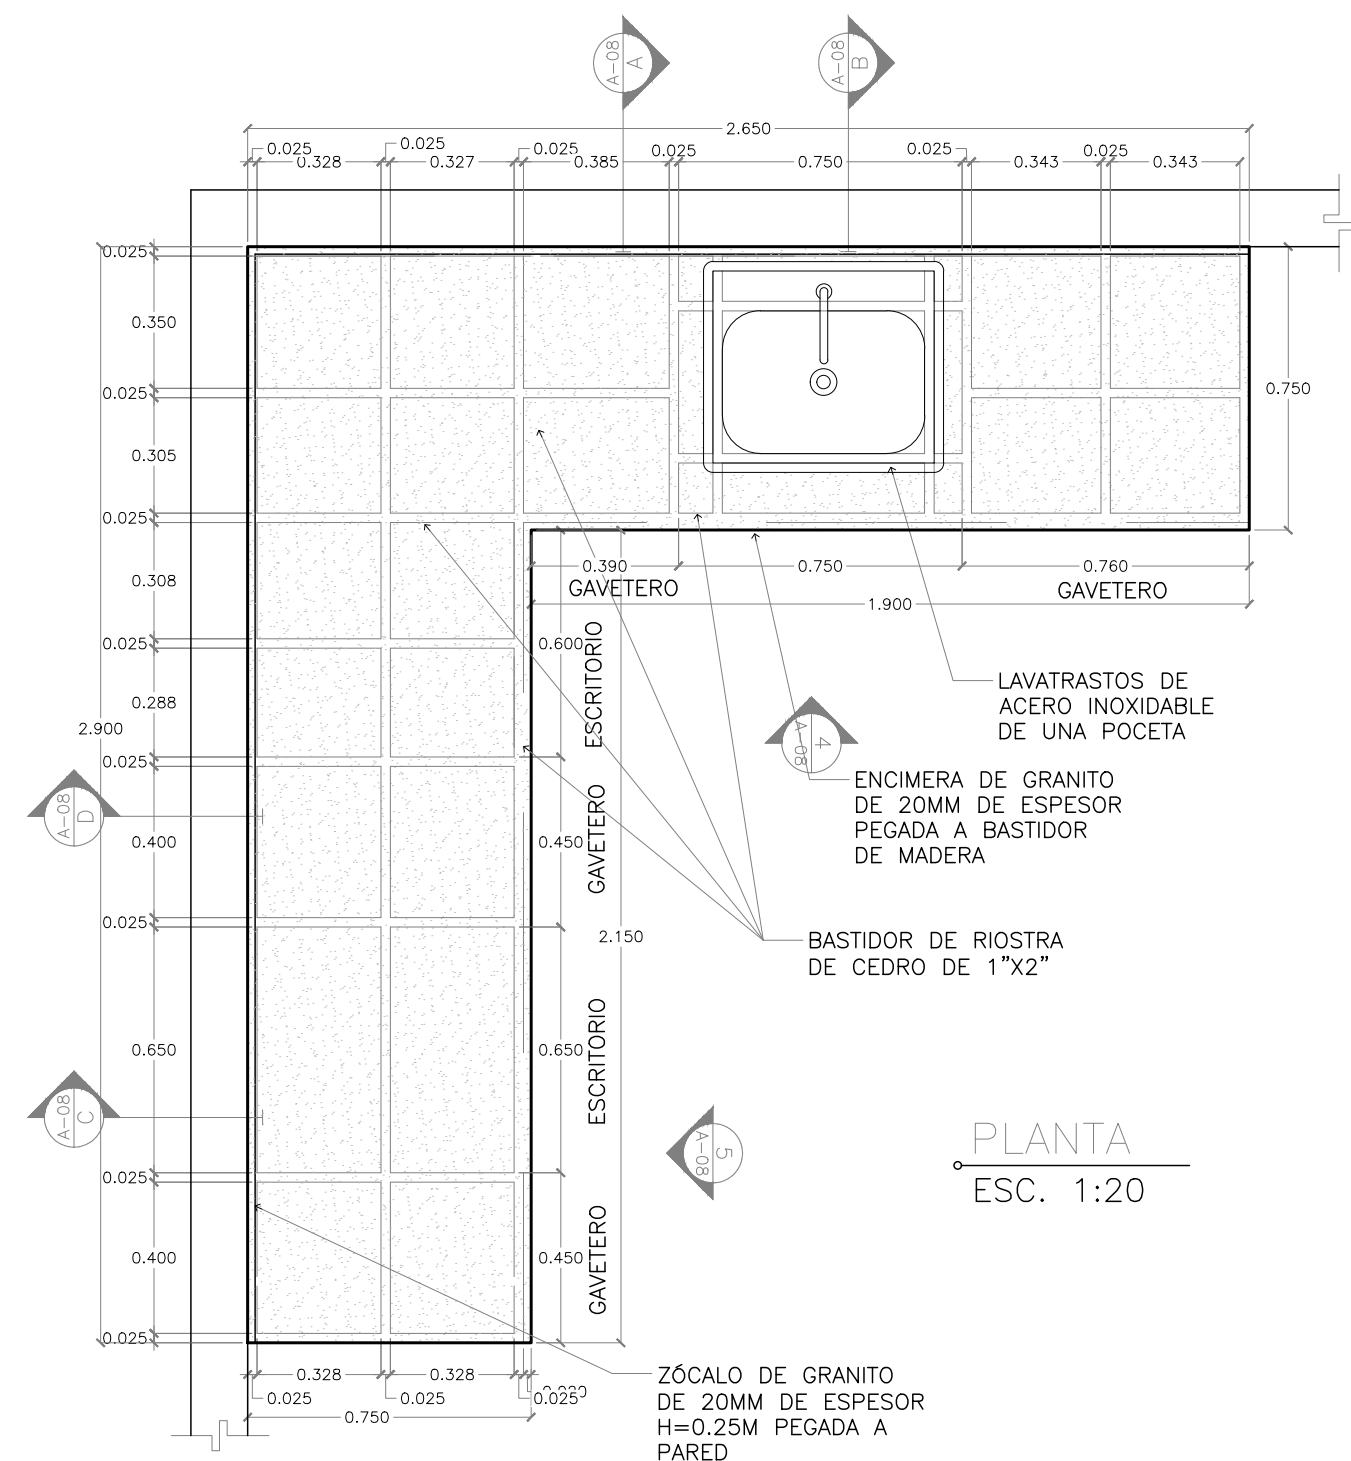 A-08
A
A-08
B
2.650
0.025
0.328
0.025
0.327
0.025
0.385
0.025
0.750
0.025
0.343
0.025
0.343
0.025
0.350
0.025
0.305
0.025
0.308
0.025
0.288
2.900
0.025
0.400
0.025
0.650
0.025
0.400
0.025
0.750
0.390
0.750
0.760
GAVETERO
GAVETERO
1.900
0.600
ESCRITORIO
0.450
GAVETERO
2.150
0.650
ESCRITORIO
0.450
GAVETERO
LAVATRASTOS DE
ACERO INOXIDABLE
DE UNA POCETA
4
A-08
ENCIMERA DE GRANITO
DE 20MM DE ESPESOR
PEGADA A BASTIDOR
DE MADERA
A-08
D
BASTIDOR DE RIOSTRA
DE CEDRO DE 1”X2”
A-08
C
5
A-08
PLANTA
ESC. 1:20
0.328
0.328
0.025
0.025
0.025
0.750
ZÓCALO DE GRANITO
DE 20MM DE ESPESOR
H=0.25M PEGADA A
PARED